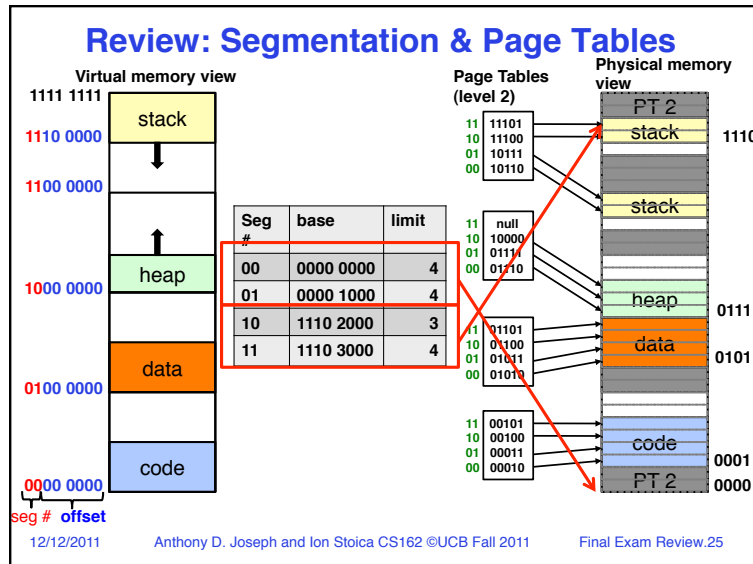 Review: Segmentation & Page Tables
Virtual memory view
1111 1111
stack
1110 0000
1100 0000
heap
1000 0000
data
0100 0000
code
0000 0000
seg # offset
Seg # base limit
00 0000 0000 4
01 0000 1000 4
10 1110 2000 3
11 1110 3000 4
Page Tables
(level 2)
11 11101
10 11100
01 10111
00 10110
11 null
10 10000
01 01111
00 01110
11 01101
10 01100
01 01011
00 01010
11 00101
10 00100
01 00011
00 00010
Physical memory
view
PT 2
stack
1110
stack
heap
0111
data
0101
code
0001
PT 2
0000
12/12/2011 Anthony D. Joseph and Ion Stoica CS162 ©UCB Fall 2011 Final Exam Review.25